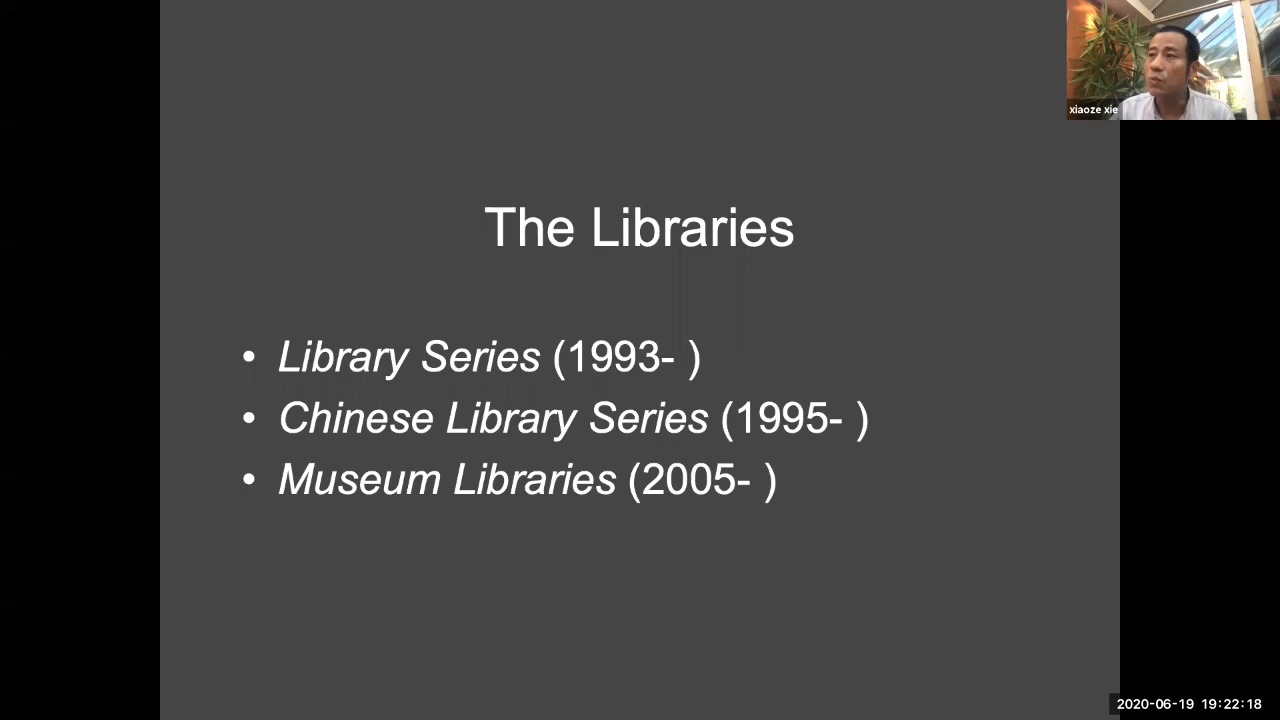 xiaoze xie
The Libraries
• Library Series (1993- )
• Chinese Library Series (1995- )
• Museum Libraries (2005- )
2020-06-19 19:22:18